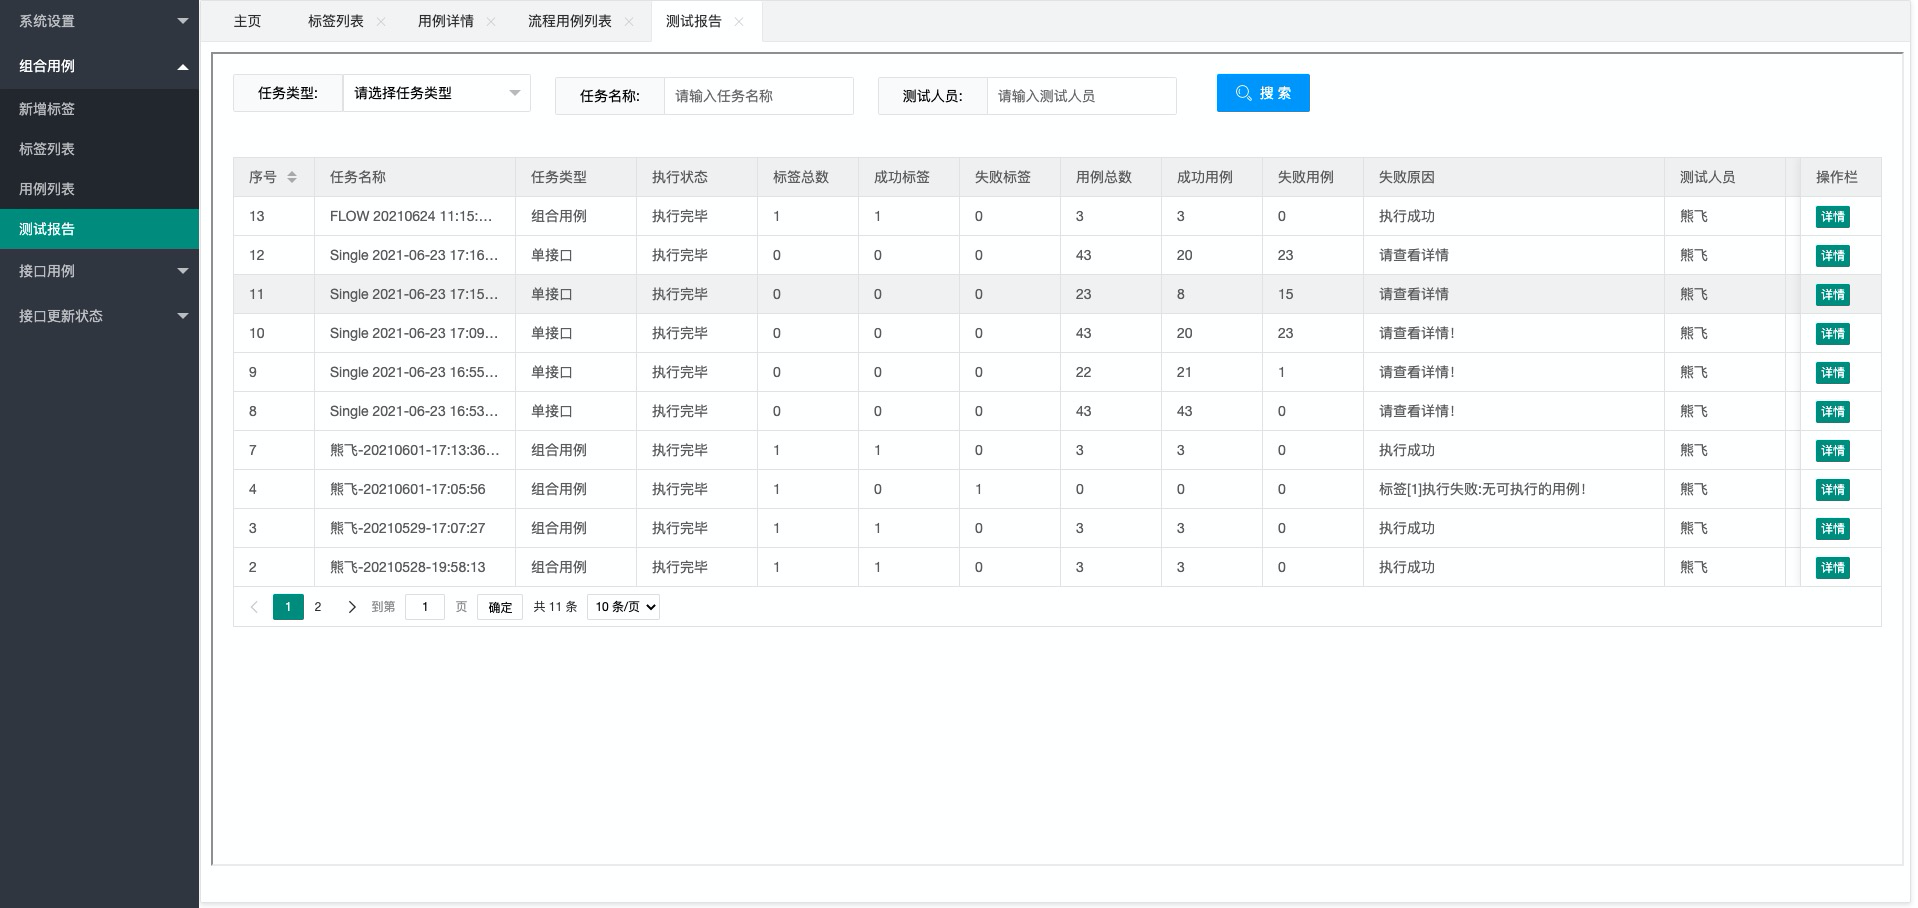 系统设置
组合用例
新增标签
标签列表
用例列表
测试报告
接口用例
接口更新状态
主页 标签列表 用例详情 流程用例列表 测试报告
任务类型: 请选择任务类型 任务名称: 请输入任务名称 测试人员: 请输入测试人员 搜 索
序号 任务名称 任务类型 执行状态 标签总数 成功标签 失败标签 用例总数 成功用例 失败用例 失败原因 测试人员 操作栏
13 FLOW 20210624 11:15:... 组合用例 执行完毕 1 1 0 3 3 0 执行成功 熊飞 详情
12 Single 2021-06-23 17:16... 单接口 执行完毕 0 0 0 43 20 23 请查看详情 熊飞 详情
11 Single 2021-06-23 17:15... 单接口 执行完毕 0 0 0 23 8 15 请查看详情 熊飞 详情
10 Single 2021-06-23 17:09... 单接口 执行完毕 0 0 0 43 20 23 请查看详情! 熊飞 详情
9 Single 2021-06-23 16:55... 单接口 执行完毕 0 0 0 22 21 1 请查看详情! 熊飞 详情
8 Single 2021-06-23 16:53... 单接口 执行完毕 0 0 0 43 43 0 请查看详情! 熊飞 详情
7 熊飞-20210601-17:13:36... 组合用例 执行完毕 1 1 0 3 3 0 执行成功 熊飞 详情
4 熊飞-20210601-17:05:56 组合用例 执行完毕 1 0 1 0 0 0 标签[1]执行失败:无可执行的用例! 熊飞 详情
3 熊飞-20210529-17:07:27 组合用例 执行完毕 1 1 0 3 3 0 执行成功 熊飞 详情
2 熊飞-20210528-19:58:13 组合用例 执行完毕 1 1 0 3 3 0 执行成功 熊飞 详情
1 2 到第 1 页 确定 共 11 条 10 条/页